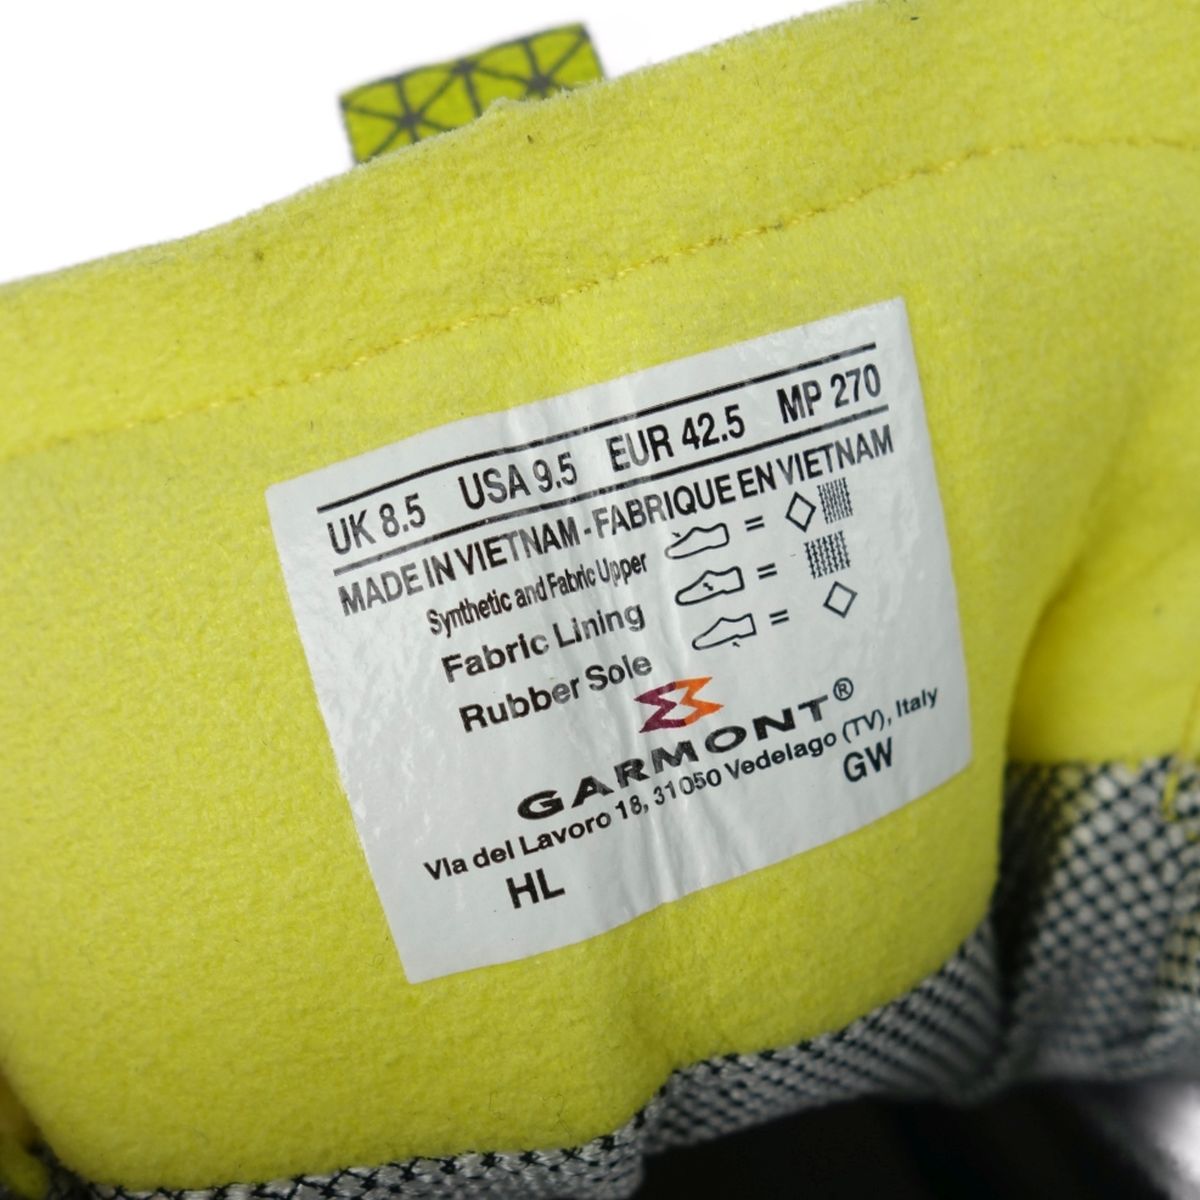 UK 8.5 USA 9.5 EUR 42.5 MP 270
MADE IN VIETNAM - FABRIQUE EN VIETNAM
Synthetic and Fabric Upper = 
Fabric Lining =
Rubber Sole =
GARMONT®
Via del Lavoro 18, 31050 Vedelago (TV), Italy
HL GW